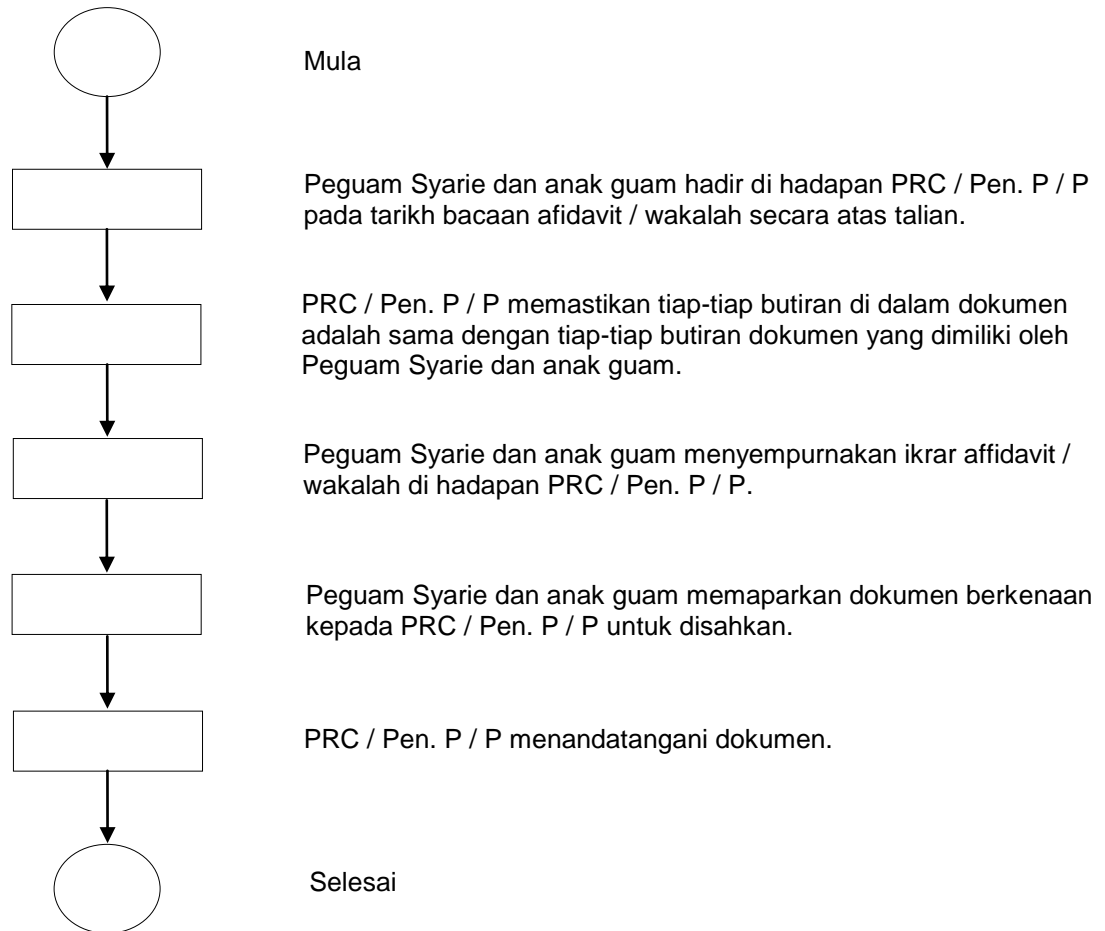 Mula
Peguam Syarie dan anak guam hadir di hadapan PRC / Pen. P / P
pada tarikh bacaan afidavit / wakalah secara atas talian.
PRC / Pen. P / P memastikan tiap-tiap butiran di dalam dokumen
adalah sama dengan tiap-tiap butiran dokumen yang dimiliki oleh
Peguam Syarie dan anak guam.
Peguam Syarie dan anak guam menyempurnakan ikrar affidavit /
wakalah di hadapan PRC / Pen. P / P.
Peguam Syarie dan anak guam memaparkan dokumen berkenaan
kepada PRC / Pen. P / P untuk disahkan.
PRC / Pen. P / P menandatangani dokumen.
Selesai